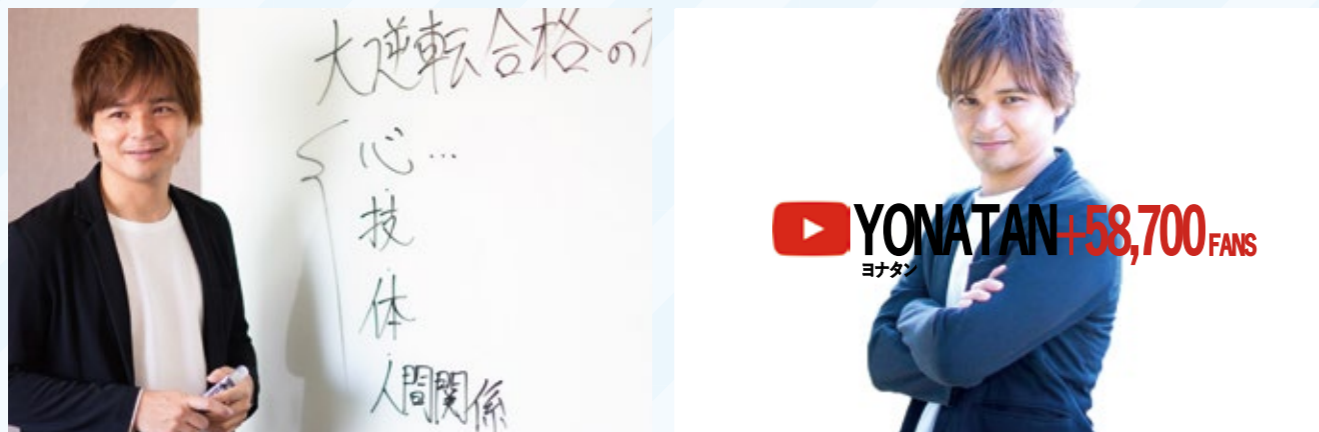 大逆転合格の
心…
技
体
人間関係
YONATAN+58,700 FANS
ヨナタン